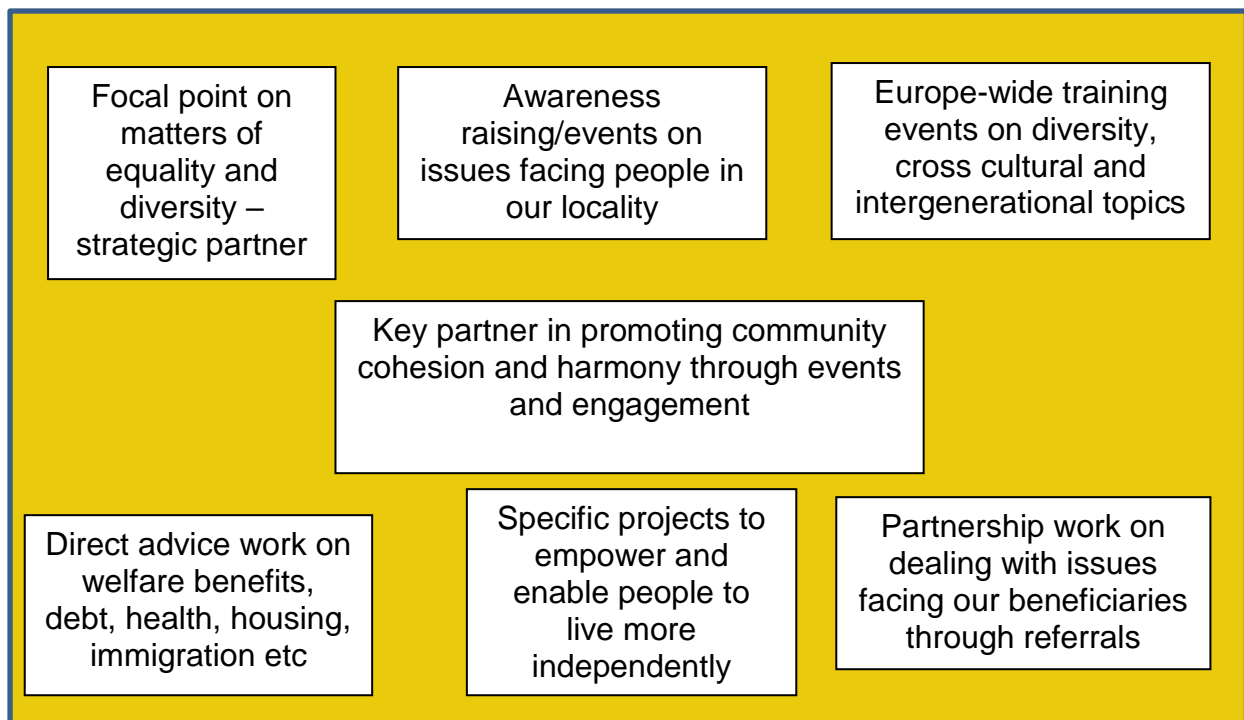 Focal point on
matters of
equality and
diversity –
strategic partner
Awareness
raising/events on
issues facing people in
our locality
Europe-wide training
events on diversity,
cross cultural and
intergenerational topics
Key partner in promoting community
cohesion and harmony through events
and engagement
Direct advice work on
welfare benefits,
debt, health, housing,
immigration etc
Specific projects to
empower and
enable people to
live more
independently
Partnership work on
dealing with issues
facing our beneficiaries
through referrals